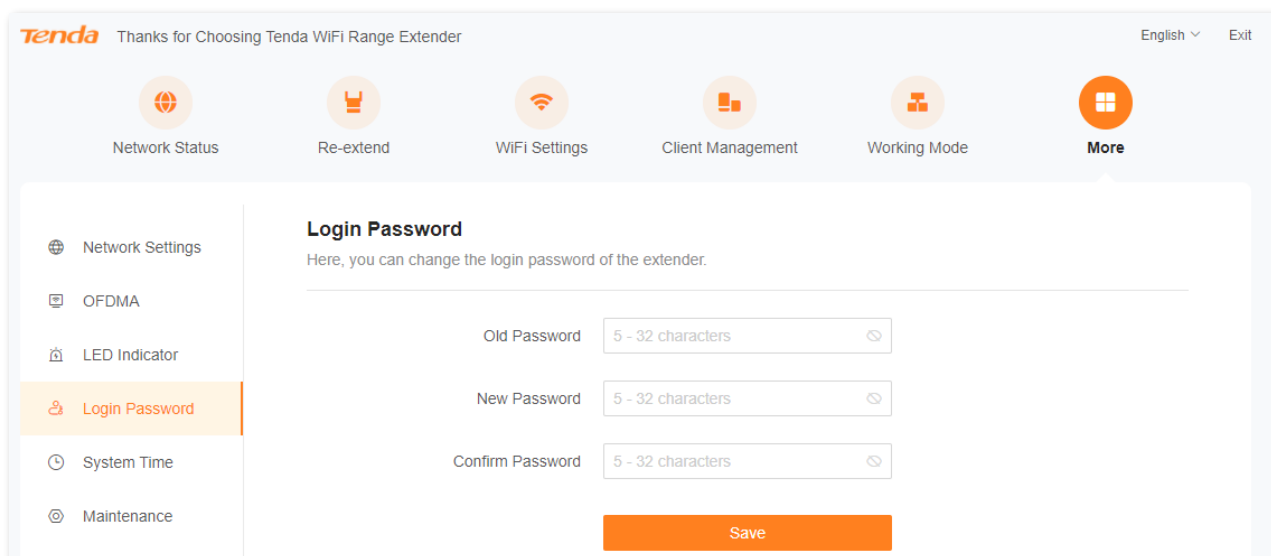 Tenda Thanks for Choosing Tenda WiFi Range Extender English Exit
Network Status Re-extend WiFi Settings Client Management Working Mode More
Network Settings
OFDMA
LED Indicator
Login Password
System Time
Maintenance
Login Password
Here, you can change the login password of the extender.
Old Password 5 - 32 characters
New Password 5 - 32 characters
Confirm Password 5 - 32 characters
Save